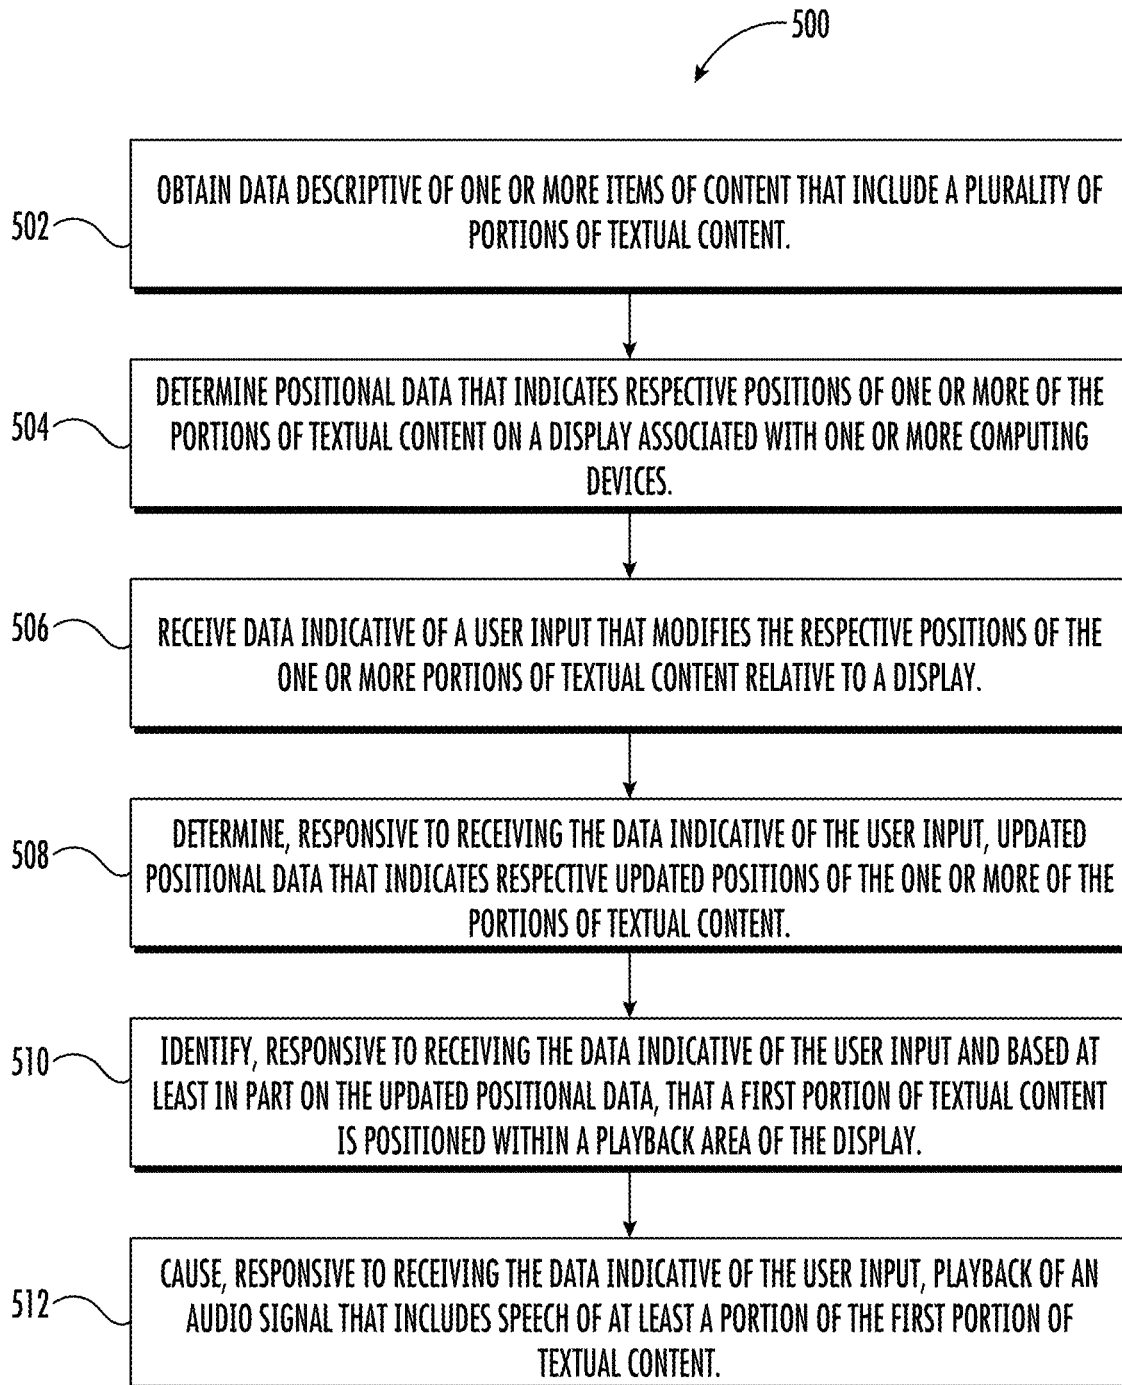 500
502
OBTAIN DATA DESCRIPTIVE OF ONE OR MORE ITEMS OF CONTENT THAT INCLUDE A PLURALITY OF
PORTIONS OF TEXTUAL CONTENT.
504
DETERMINE POSITIONAL DATA THAT INDICATES RESPECTIVE POSITIONS OF ONE OR MORE OF THE
PORTIONS OF TEXTUAL CONTENT ON A DISPLAY ASSOCIATED WITH ONE OR MORE COMPUTING
DEVICES.
506
RECEIVE DATA INDICATIVE OF A USER INPUT THAT MODIFIES THE RESPECTIVE POSITIONS OF THE
ONE OR MORE PORTIONS OF TEXTUAL CONTENT RELATIVE TO A DISPLAY.
508
DETERMINE, RESPONSIVE TO RECEIVING THE DATA INDICATIVE OF THE USER INPUT, UPDATED
POSITIONAL DATA THAT INDICATES RESPECTIVE UPDATED POSITIONS OF THE ONE OR MORE OF THE
PORTIONS OF TEXTUAL CONTENT.
510
IDENTIFY, RESPONSIVE TO RECEIVING THE DATA INDICATIVE OF THE USER INPUT AND BASED AT
LEAST IN PART ON THE UPDATED POSITIONAL DATA, THAT A FIRST PORTION OF TEXTUAL CONTENT
IS POSITIONED WITHIN A PLAYBACK AREA OF THE DISPLAY.
512
CAUSE, RESPONSIVE TO RECEIVING THE DATA INDICATIVE OF THE USER INPUT, PLAYBACK OF AN
AUDIO SIGNAL THAT INCLUDES SPEECH OF AT LEAST A PORTION OF THE FIRST PORTION OF
TEXTUAL CONTENT.